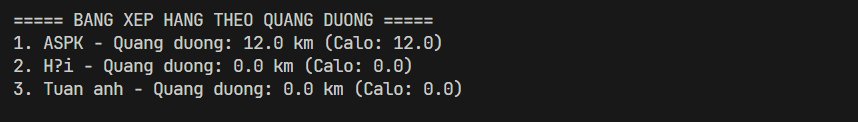 ===== BANG XEP HANG THEO QUANG DUONG =====
1. ASPK - Quang duong: 12.0 km (Calo: 12.0)
2. H?i - Quang duong: 0.0 km (Calo: 0.0)
3. Tuan anh - Quang duong: 0.0 km (Calo: 0.0)